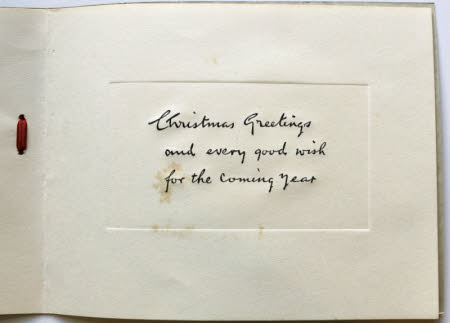 Christmas Greetings
and every good wish
for the Coming Year